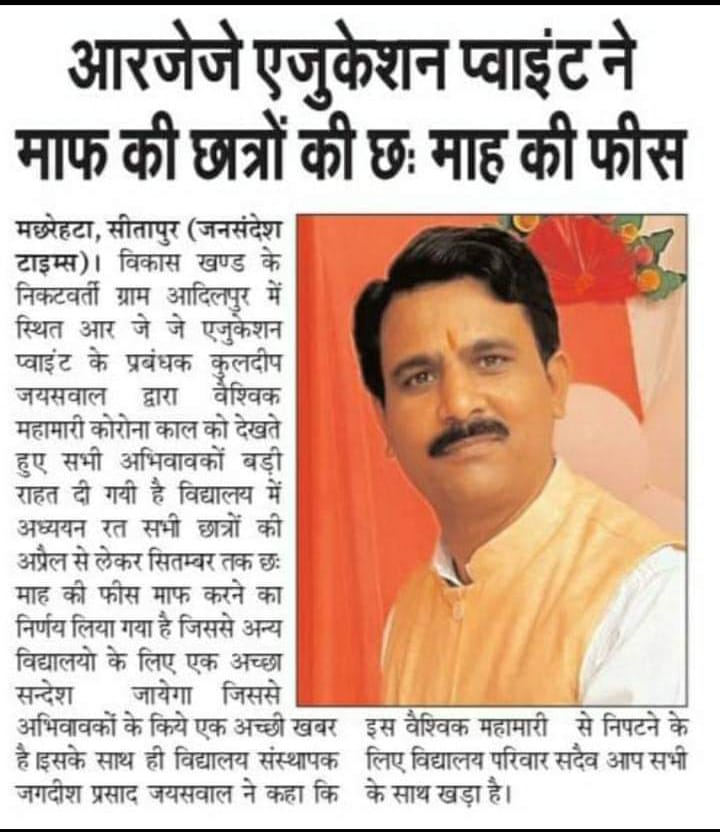 आरजेजे एजुकेशन प्वाइंट ने
माफ की छात्रों की छः माह की फीस
मछरेहटा, सीतापुर (जनसंदेश
टाइम्स)। विकास खण्ड के
निकटवर्ती ग्राम आदिलपुर में
स्थित आर जे जे एजुकेशन
प्वाइंट के प्रबंधक कुलदीप
जयसवाल द्वारा वैश्विक
महामारी कोरोना काल को देखते
हुए सभी अभिवावकों बड़ी
राहत दी गयी है विद्यालय में
अध्ययन रत सभी छात्रों की
अप्रैल से लेकर सितम्बर तक छः
माह की फीस माफ करने का
निर्णय लिया गया है जिससे अन्य
विद्यालयो के लिए एक अच्छा
सन्देश जायेगा जिससे
अभिवावकों के किये एक अच्छी खबर
है।इसके साथ ही विद्यालय संस्थापक
जगदीश प्रसाद जयसवाल ने कहा कि
इस वैश्विक महामारी से निपटने के
लिए विद्यालय परिवार सदैव आप सभी
के साथ खड़ा है।